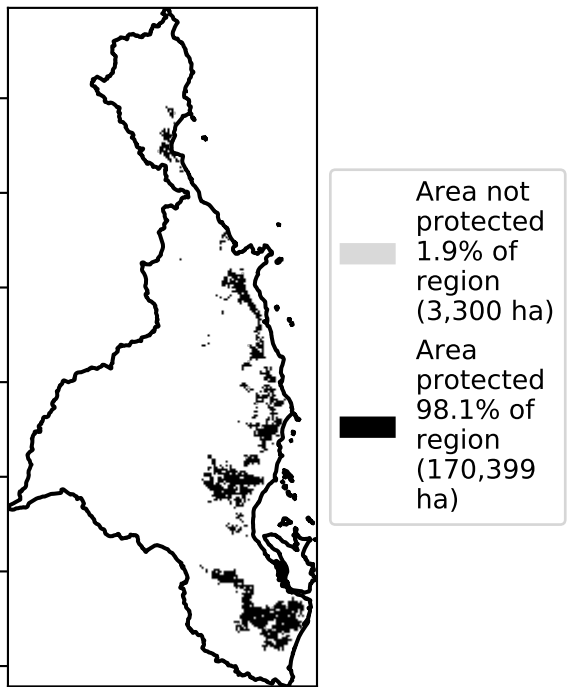 Area not
protected
1.9% of
region
(3,300 ha)
Area
protected
98.1% of
region
(170,399
ha)